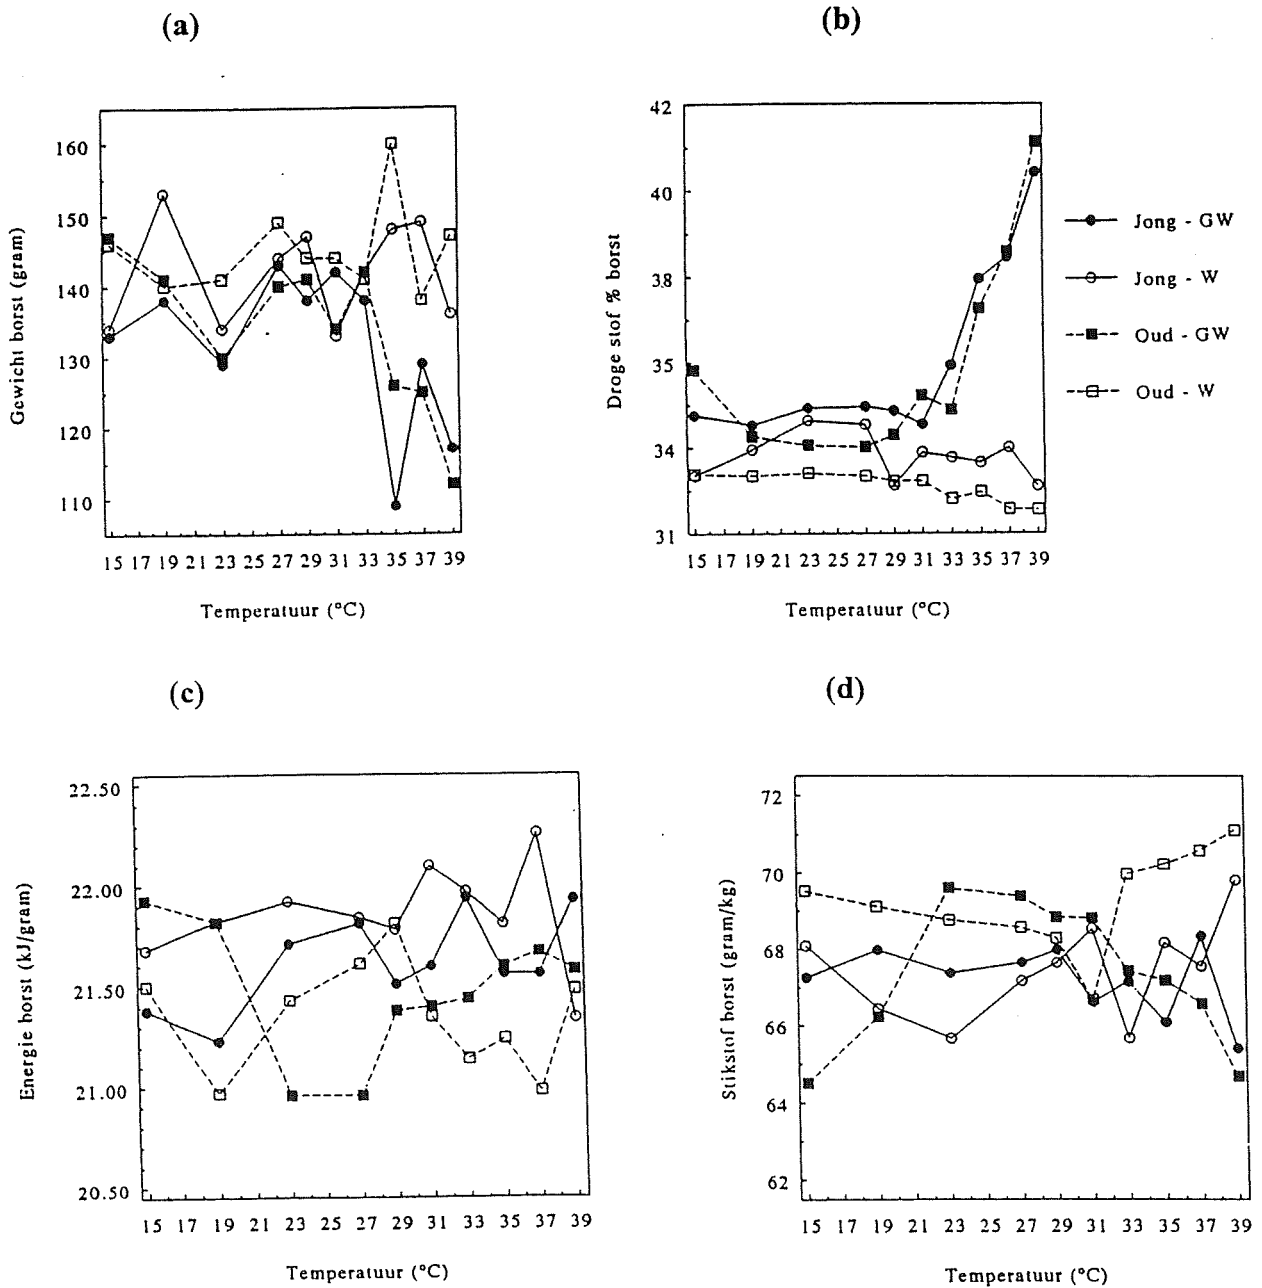 (a)
Gewicht borst (gram)
160
150
140
130
120
110
15 17 19 21 23 25 27 29 31 33 35 37 39
Temperatuur (°C)
(b)
Droge stof % borst
42
40
38
35
34
31
15 17 19 21 23 25 27 29 31 33 35 37 39
Temperatuur (°C)
Jong - GW
Jong - W
Oud - GW
Oud - W
(c)
Energie borst (kJ/gram)
22.50
22.00
21.50
21.00
20.50
15 17 19 21 23 25 27 29 31 33 35 37 39
Temperatuur (°C)
(d)
Stikstof borst (gram/kg)
72
70
68
66
64
62
15 17 19 21 23 25 27 29 31 33 35 37 39
Temperatuur (°C)